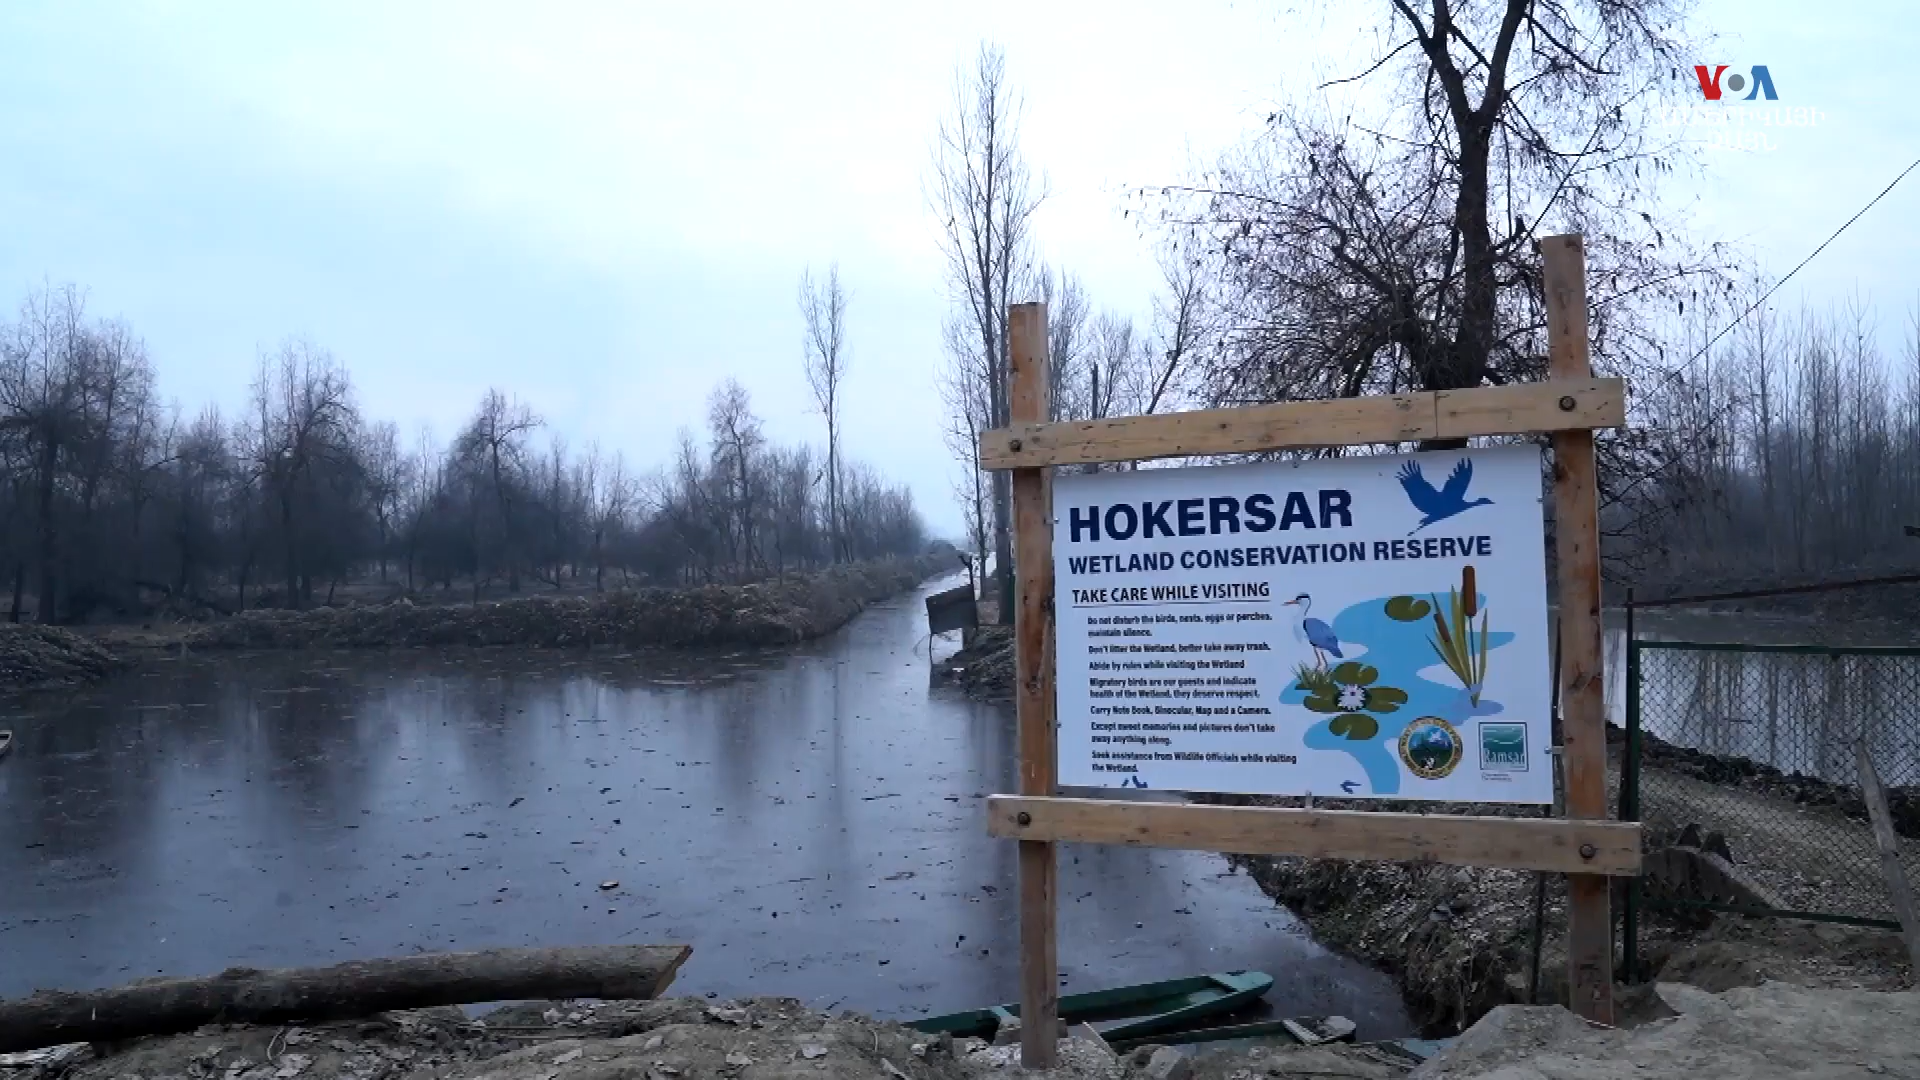 VOA
ԱՄԵՐԻԿԱՅԻ
ՁԱՅՆ
HOKERSAR
WETLAND CONSERVATION RESERVE
TAKE CARE WHILE VISITING
Do not disturb the birds, nests, eggs or perches,
maintain silence.
Don't litter the Wetland, better take away trash.
Abide by rules while visiting the Wetland
Migratory birds are our guests and indicate
health of the Wetland, they deserve respect.
Carry Note Book, Binocular, Map and a Camera.
Except sweet memories and pictures don't take
away anything along.
Seek assistance from Wildlife Officials while visiting
the Wetland.
Ramsar